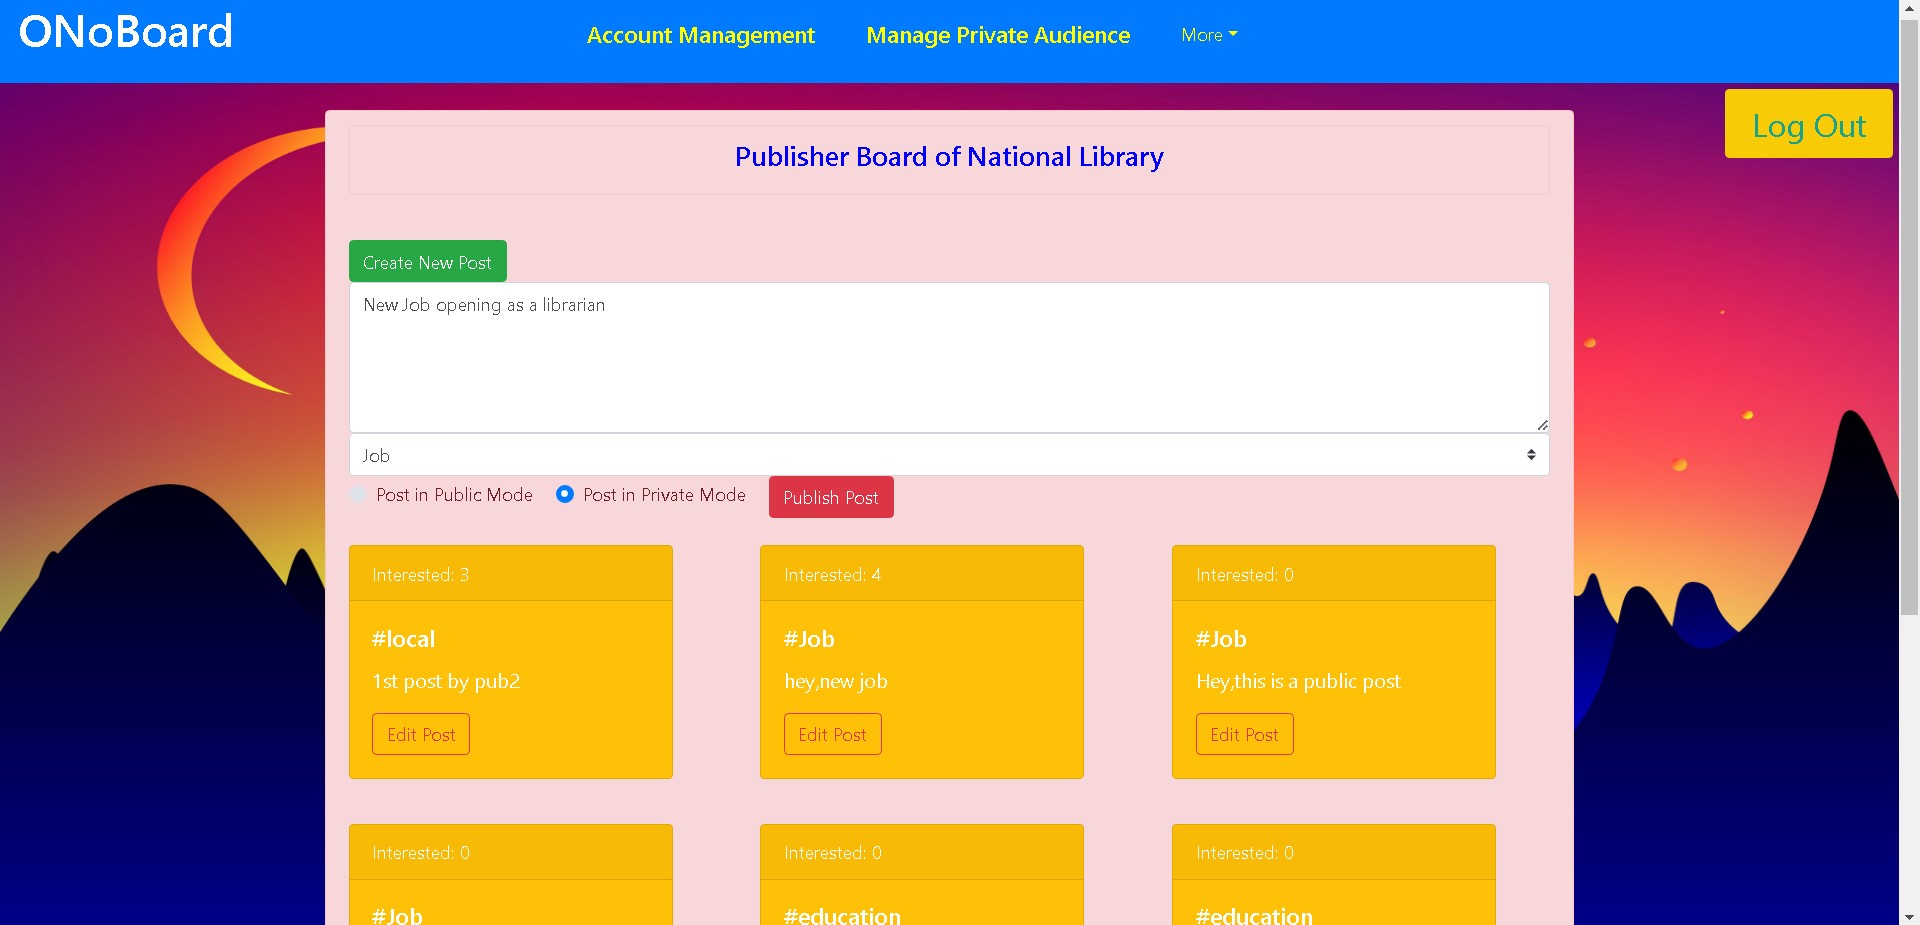 ONoBoard
Account Management Manage Private Audience More
Log Out
Publisher Board of National Library
Create New Post
New Job opening as a librarian
Job
Post in Public Mode Post in Private Mode Publish Post
Interested: 3 Interested: 4 Interested: 0
#local #Job #Job
1st post by pub2 hey,new job Hey,this is a public post
Edit Post Edit Post Edit Post
Interested: 0 Interested: 0 Interested: 0
#Job #education #education